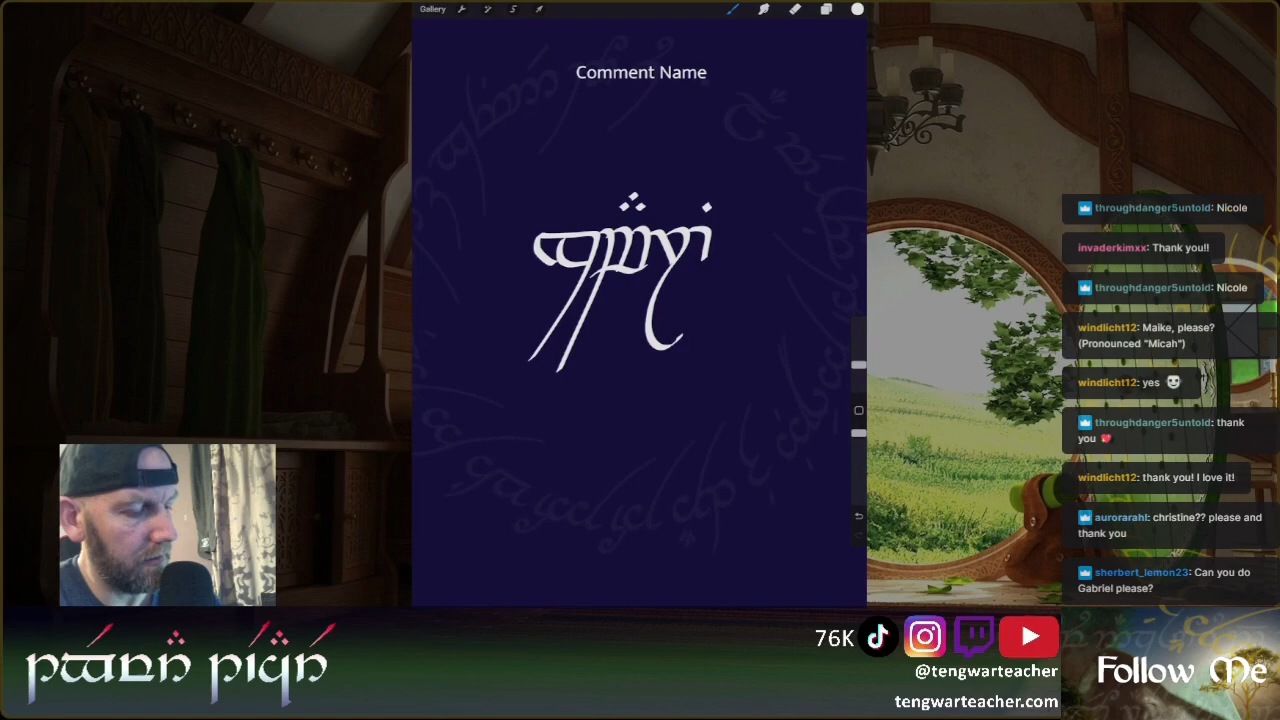 Gallery
Comment Name
throughdanger5untold: Nicole
invaderkimxx: Thank you!!
throughdanger5untold: Nicole
windlicht12: Maike, please?
(Pronounced "Micah")
windlicht12: yes
throughdanger5untold: thank
you
windlicht12: thank you! I love it!
aurorarahl: christine?? please and
thank you
sherbert_lemon23: Can you do
Gabriel please?
76K
@tengwarteacher
tengwarteacher.com
Follow Me